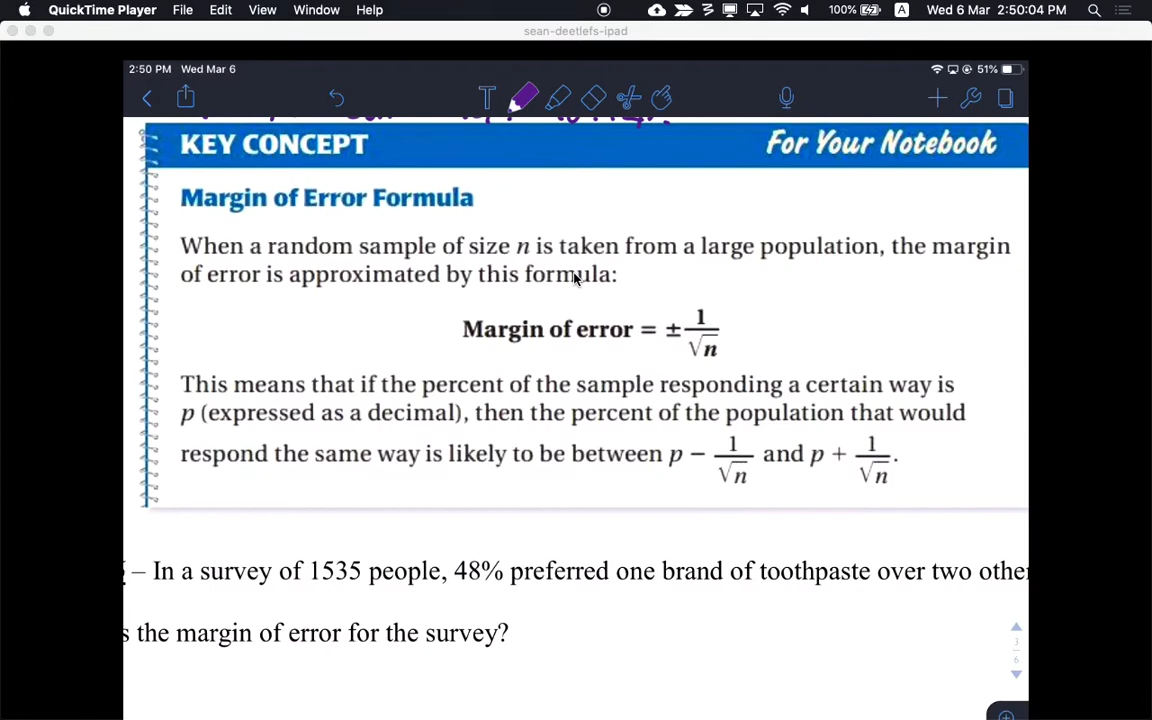 QuickTime Player File Edit View Window Help 100% A Wed 6 Mar 2:50:04 PM
sean-deetlefs-ipad
2:50 PM Wed Mar 6 51%
T
KEY CONCEPT For Your Notebook
Margin of Error Formula
When a random sample of size n is taken from a large population, the margin
of error is approximated by this formula:
Margin of error = ± 1/√n
This means that if the percent of the sample responding a certain way is
p (expressed as a decimal), then the percent of the population that would
respond the same way is likely to be between p − 1/√n and p + 1/√n.
– In a survey of 1535 people, 48% preferred one brand of toothpaste over two other
s the margin of error for the survey?
3
6